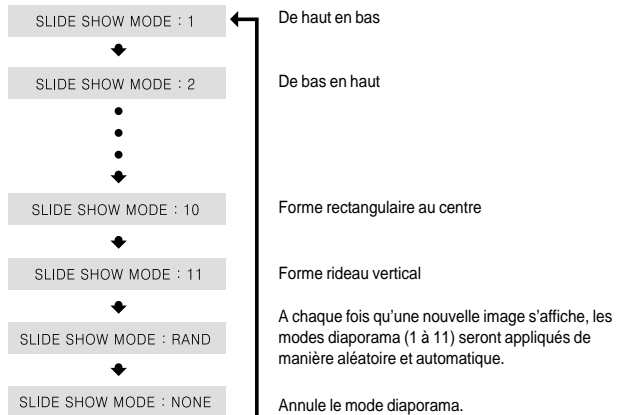 SLIDE SHOW MODE : 1
De haut en bas
SLIDE SHOW MODE : 2
De bas en haut
SLIDE SHOW MODE : 10
Forme rectangulaire au centre
SLIDE SHOW MODE : 11
Forme rideau vertical
SLIDE SHOW MODE : RAND
A chaque fois qu'une nouvelle image s'affiche, les
modes diaporama (1 à 11) seront appliqués de
manière aléatoire et automatique.
SLIDE SHOW MODE : NONE
Annule le mode diaporama.